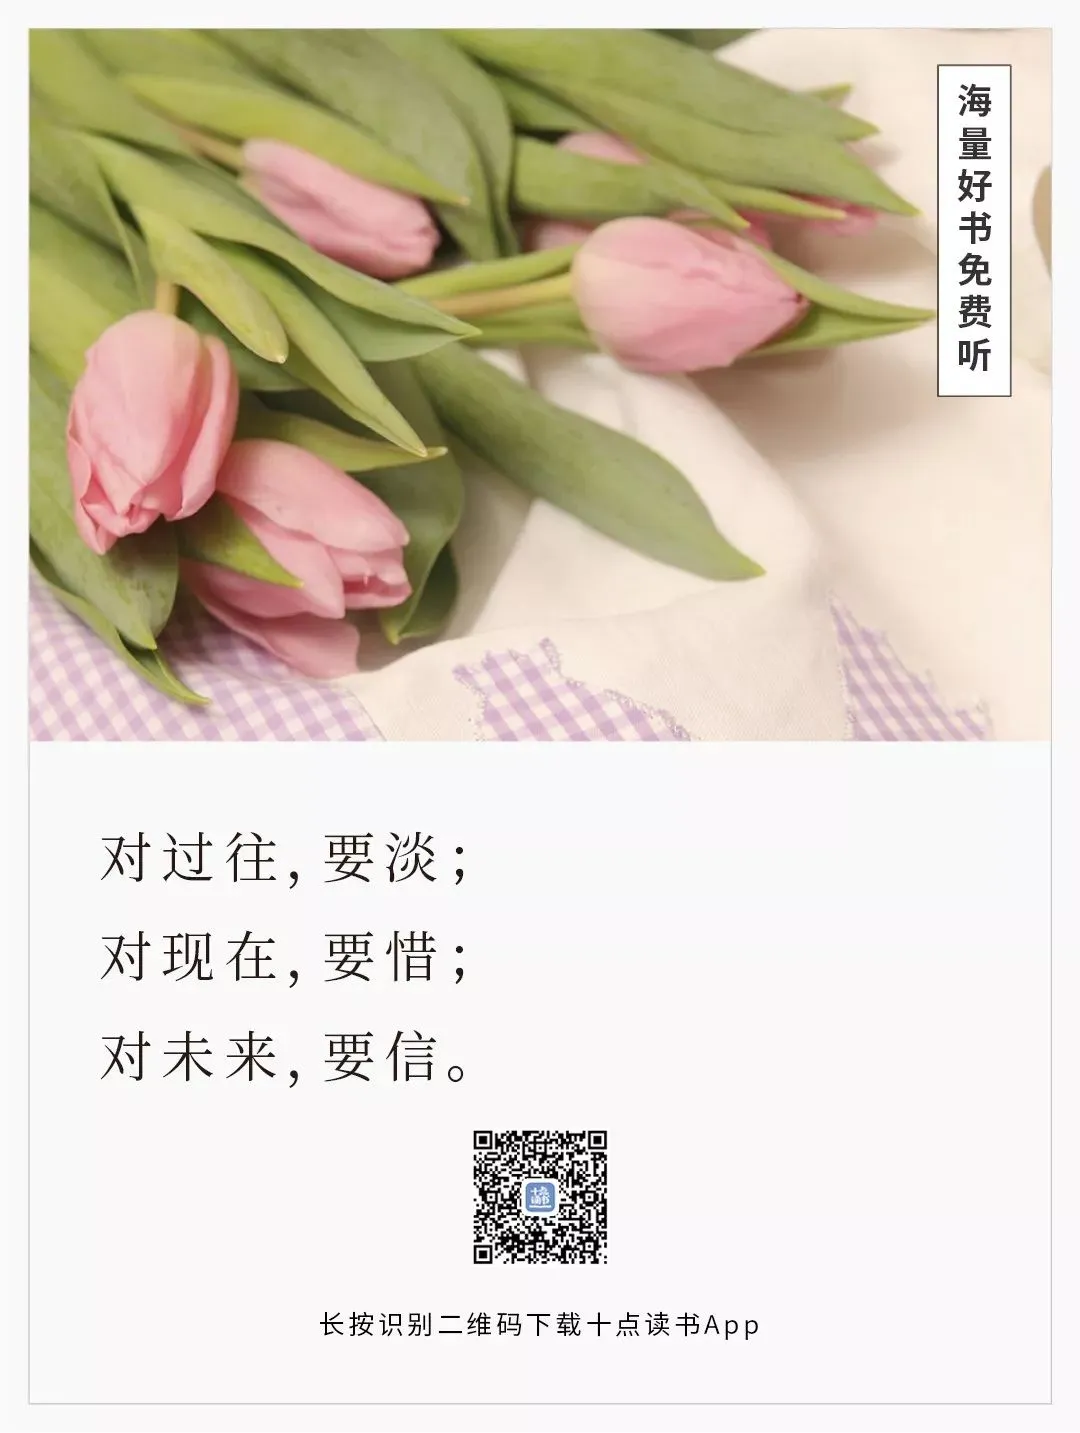 海量好书免费听
对过往，要淡；
对现在，要惜；
对未来，要信。
长按识别二维码下载十点读书App